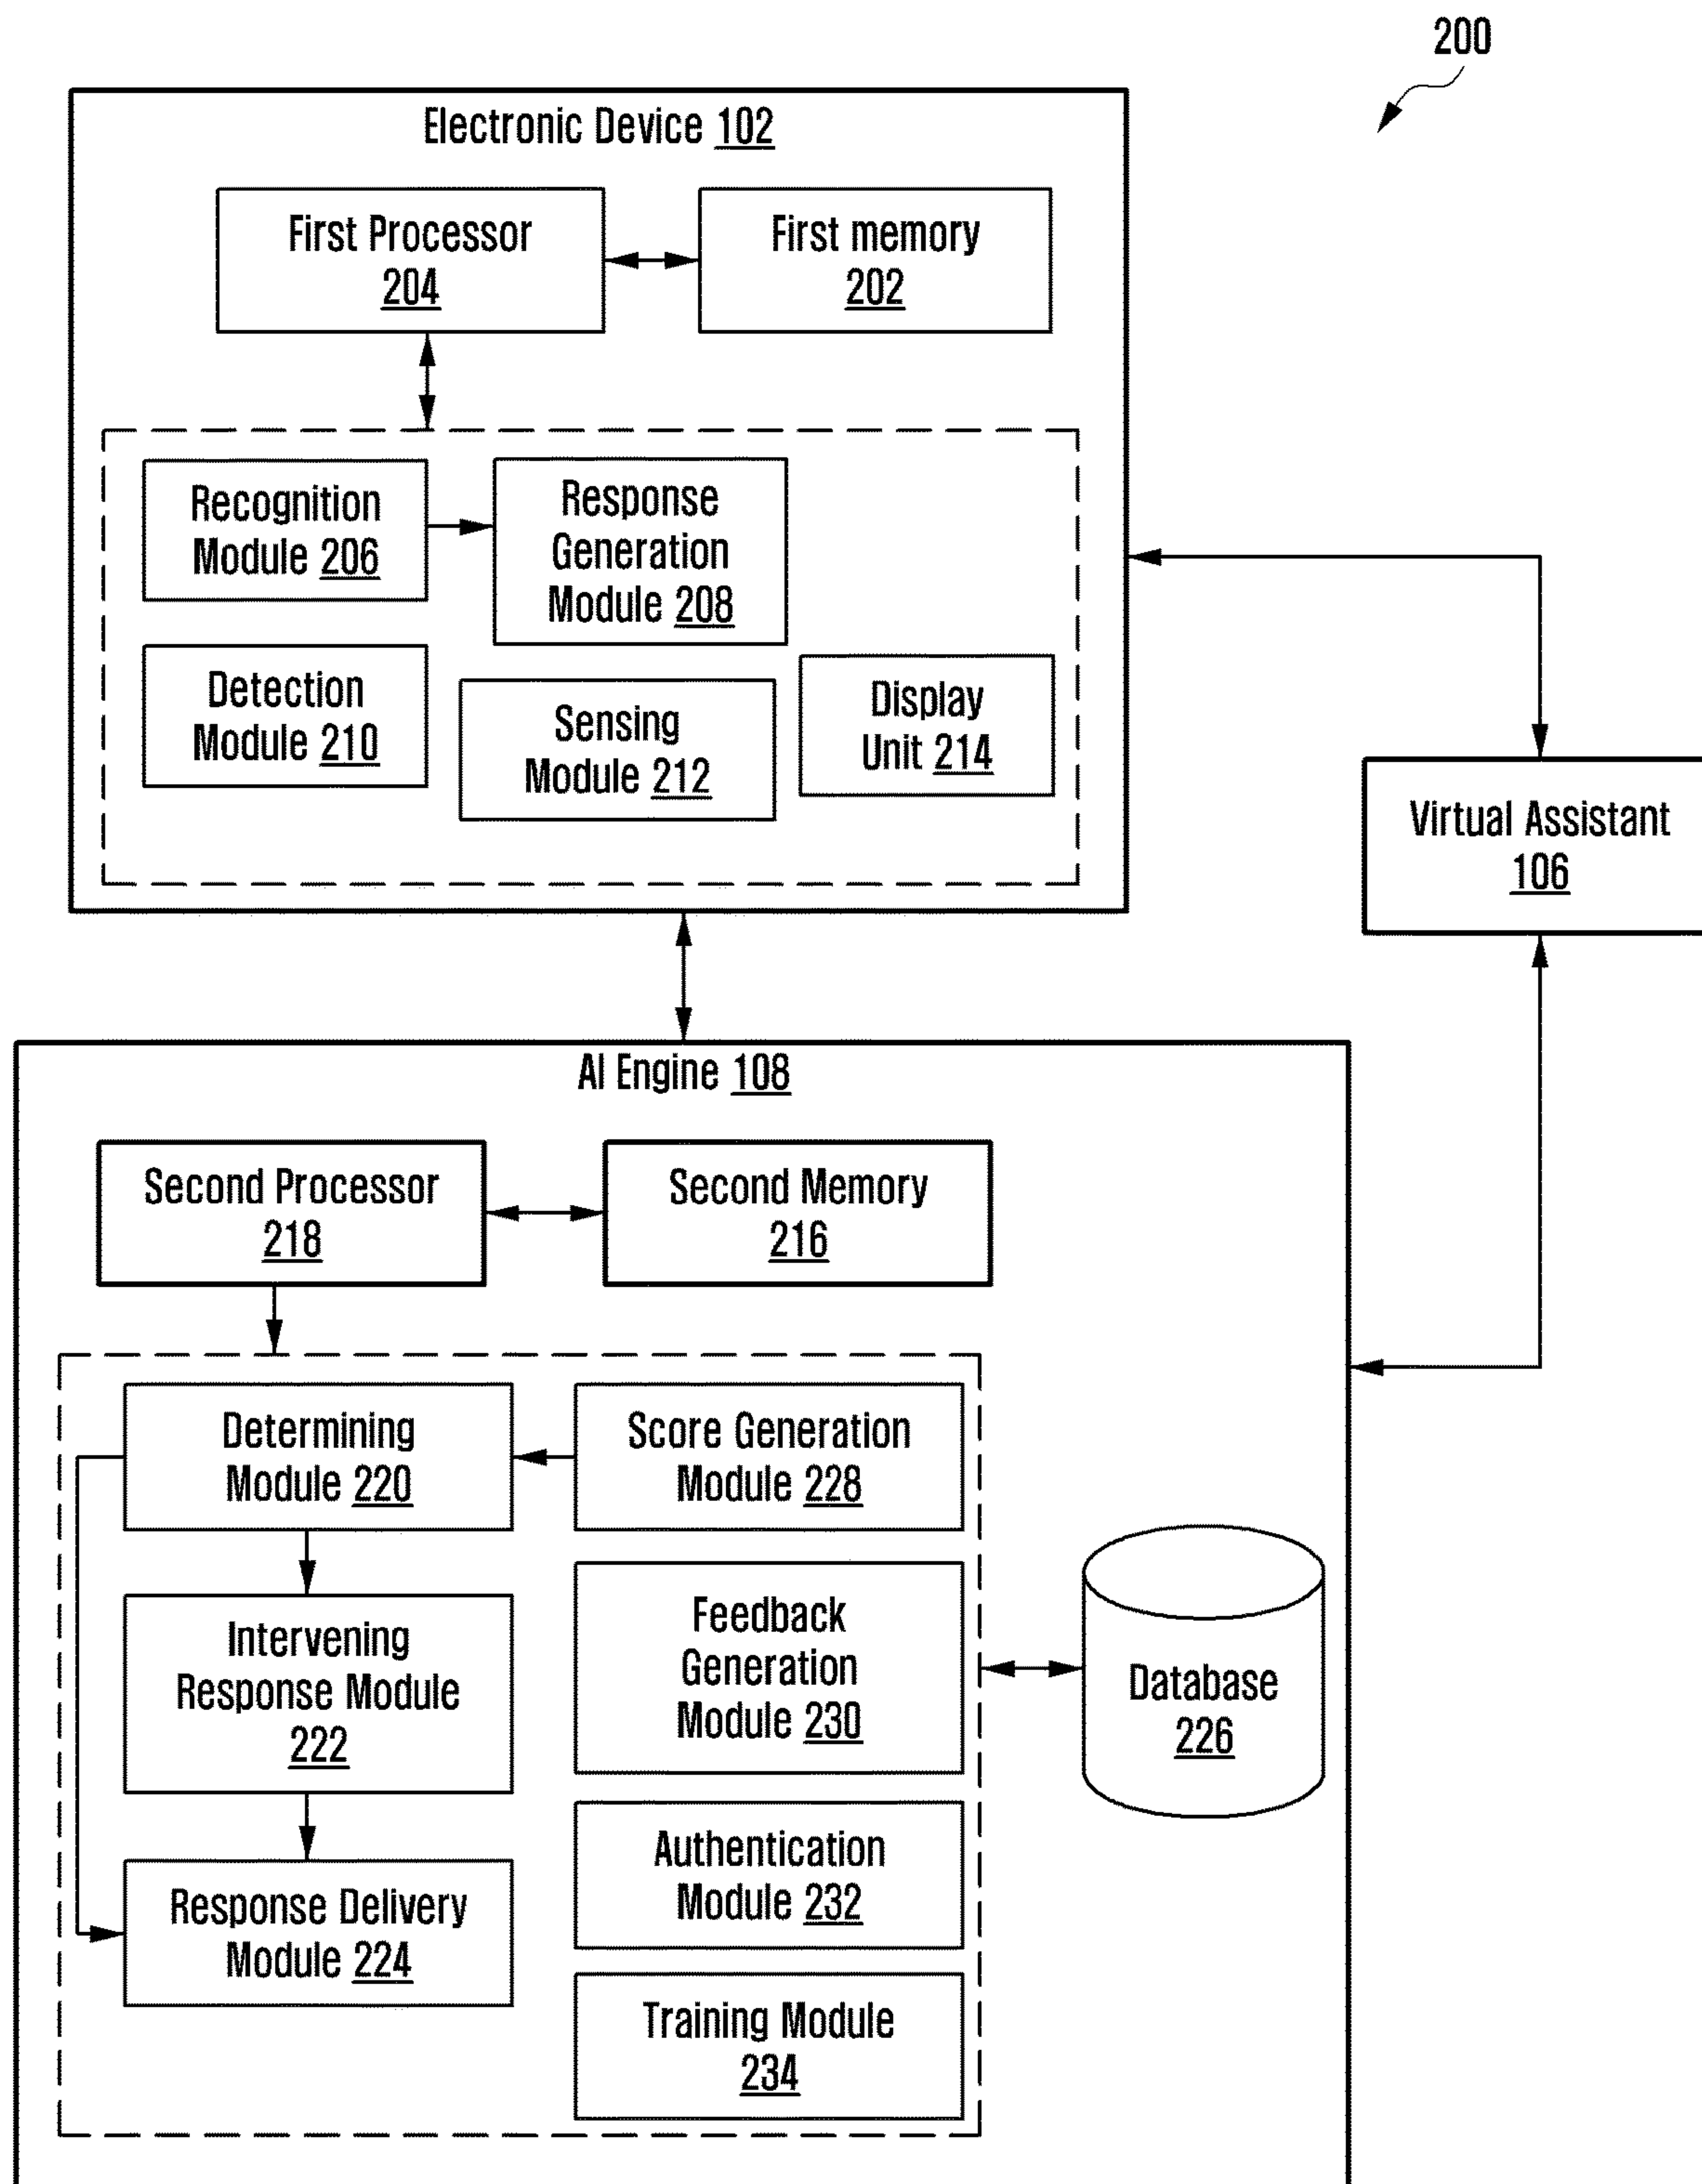 200
Electronic Device 102
First Processor
204
First memory
202
Recognition
Module 206
Response
Generation
Module 208
Detection
Module 210
Sensing
Module 212
Display
Unit 214
Virtual Assistant
106
AI Engine 108
Second Processor
218
Second Memory
216
Determining
Module 220
Score Generation
Module 228
Intervening
Response Module
222
Feedback
Generation
Module 230
Database
226
Response Delivery
Module 224
Authentication
Module 232
Training Module
234